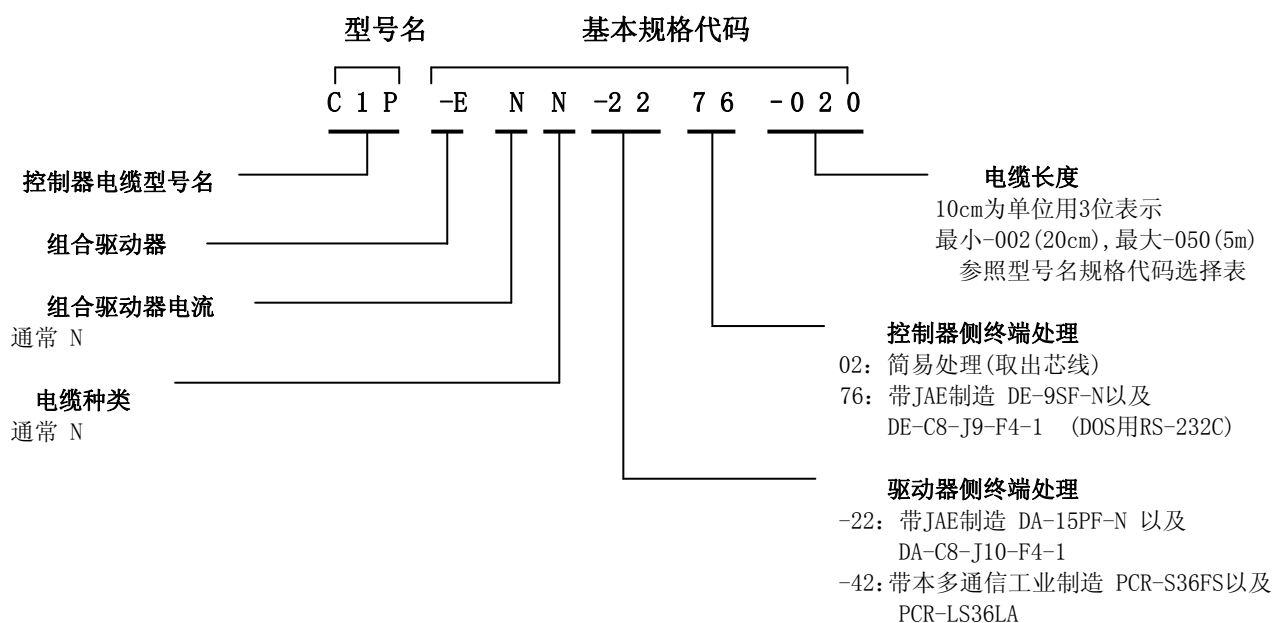 型号名 基本规格代码
C1P -E N N -22 76 -020
控制器电缆型号名
组合驱动器
组合驱动器电流
通常 N
电缆种类
通常 N
电缆长度
10cm为单位用3位表示
最小-002(20cm),最大-050(5m)
参照型号名规格代码选择表
控制器侧终端处理
02: 简易处理(取出芯线)
76: 带JAE制造 DE-9SF-N以及
DE-C8-J9-F4-1 (DOS用RS-232C)
驱动器侧终端处理
-22: 带JAE制造 DA-15PF-N 以及
DA-C8-J10-F4-1
-42:带本多通信工业制造 PCR-S36FS以及
PCR-LS36LA